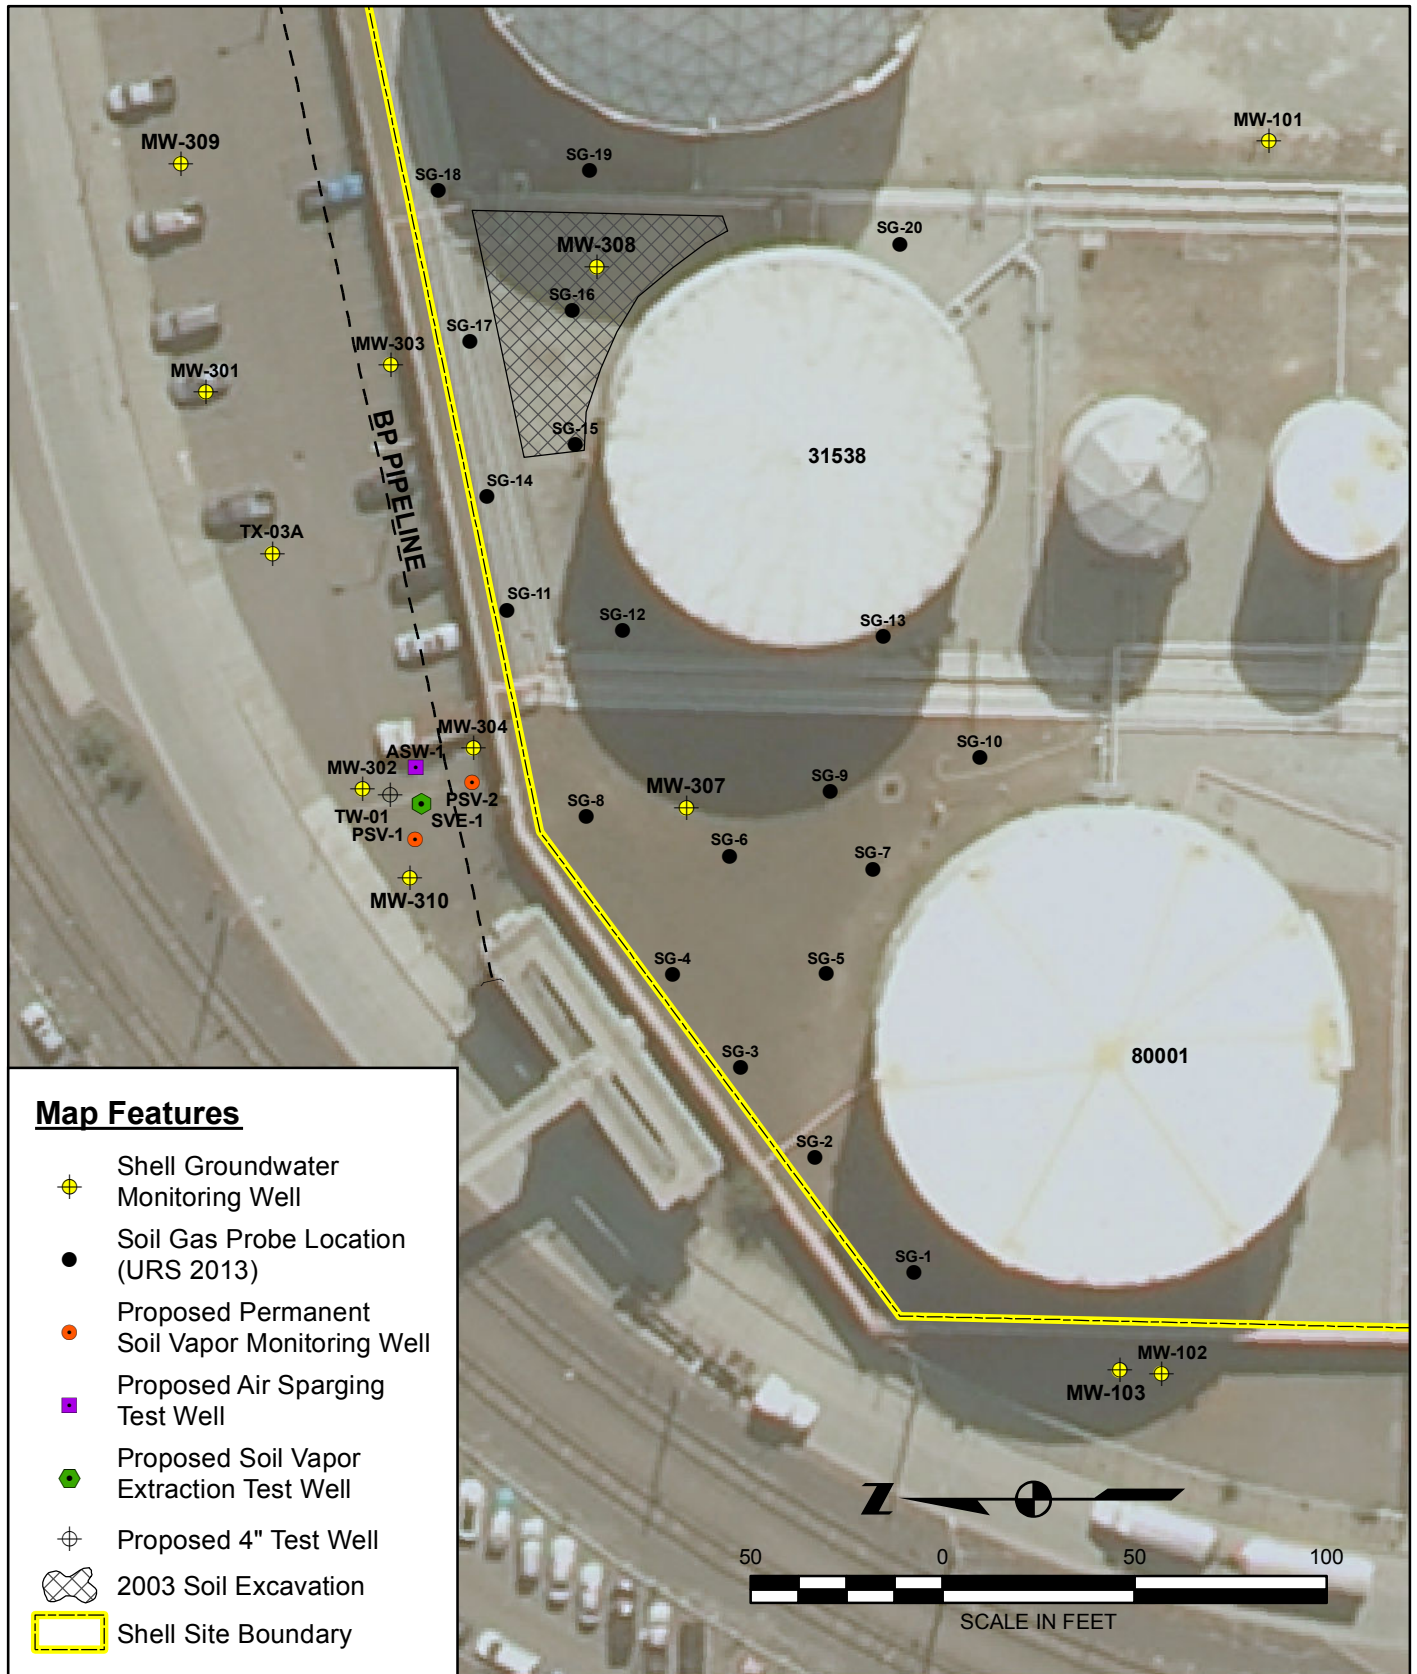 MW-101
MW-309
SG-19
SG-18
SG-20
MW-308
SG-16
SG-17
MW-303
MW-301
BP PIPELINE
SG-15
31538
SG-14
TX-03A
SG-11
SG-12
SG-13
MW-304
SG-10
ASW-1
MW-302
SG-9
PSV-2
MW-307
SG-8
TW-01
SVE-1
PSV-1
SG-6
SG-7
MW-310
SG-4
SG-5
SG-3
80001
SG-2
SG-1
MW-102
MW-103
Map Features
Shell Groundwater
Monitoring Well
Soil Gas Probe Location
(URS 2013)
Proposed Permanent
Soil Vapor Monitoring Well
Proposed Air Sparging
Test Well
Proposed Soil Vapor
Extraction Test Well
Proposed 4" Test Well
2003 Soil Excavation
Shell Site Boundary
Z
50 0 50 100
SCALE IN FEET